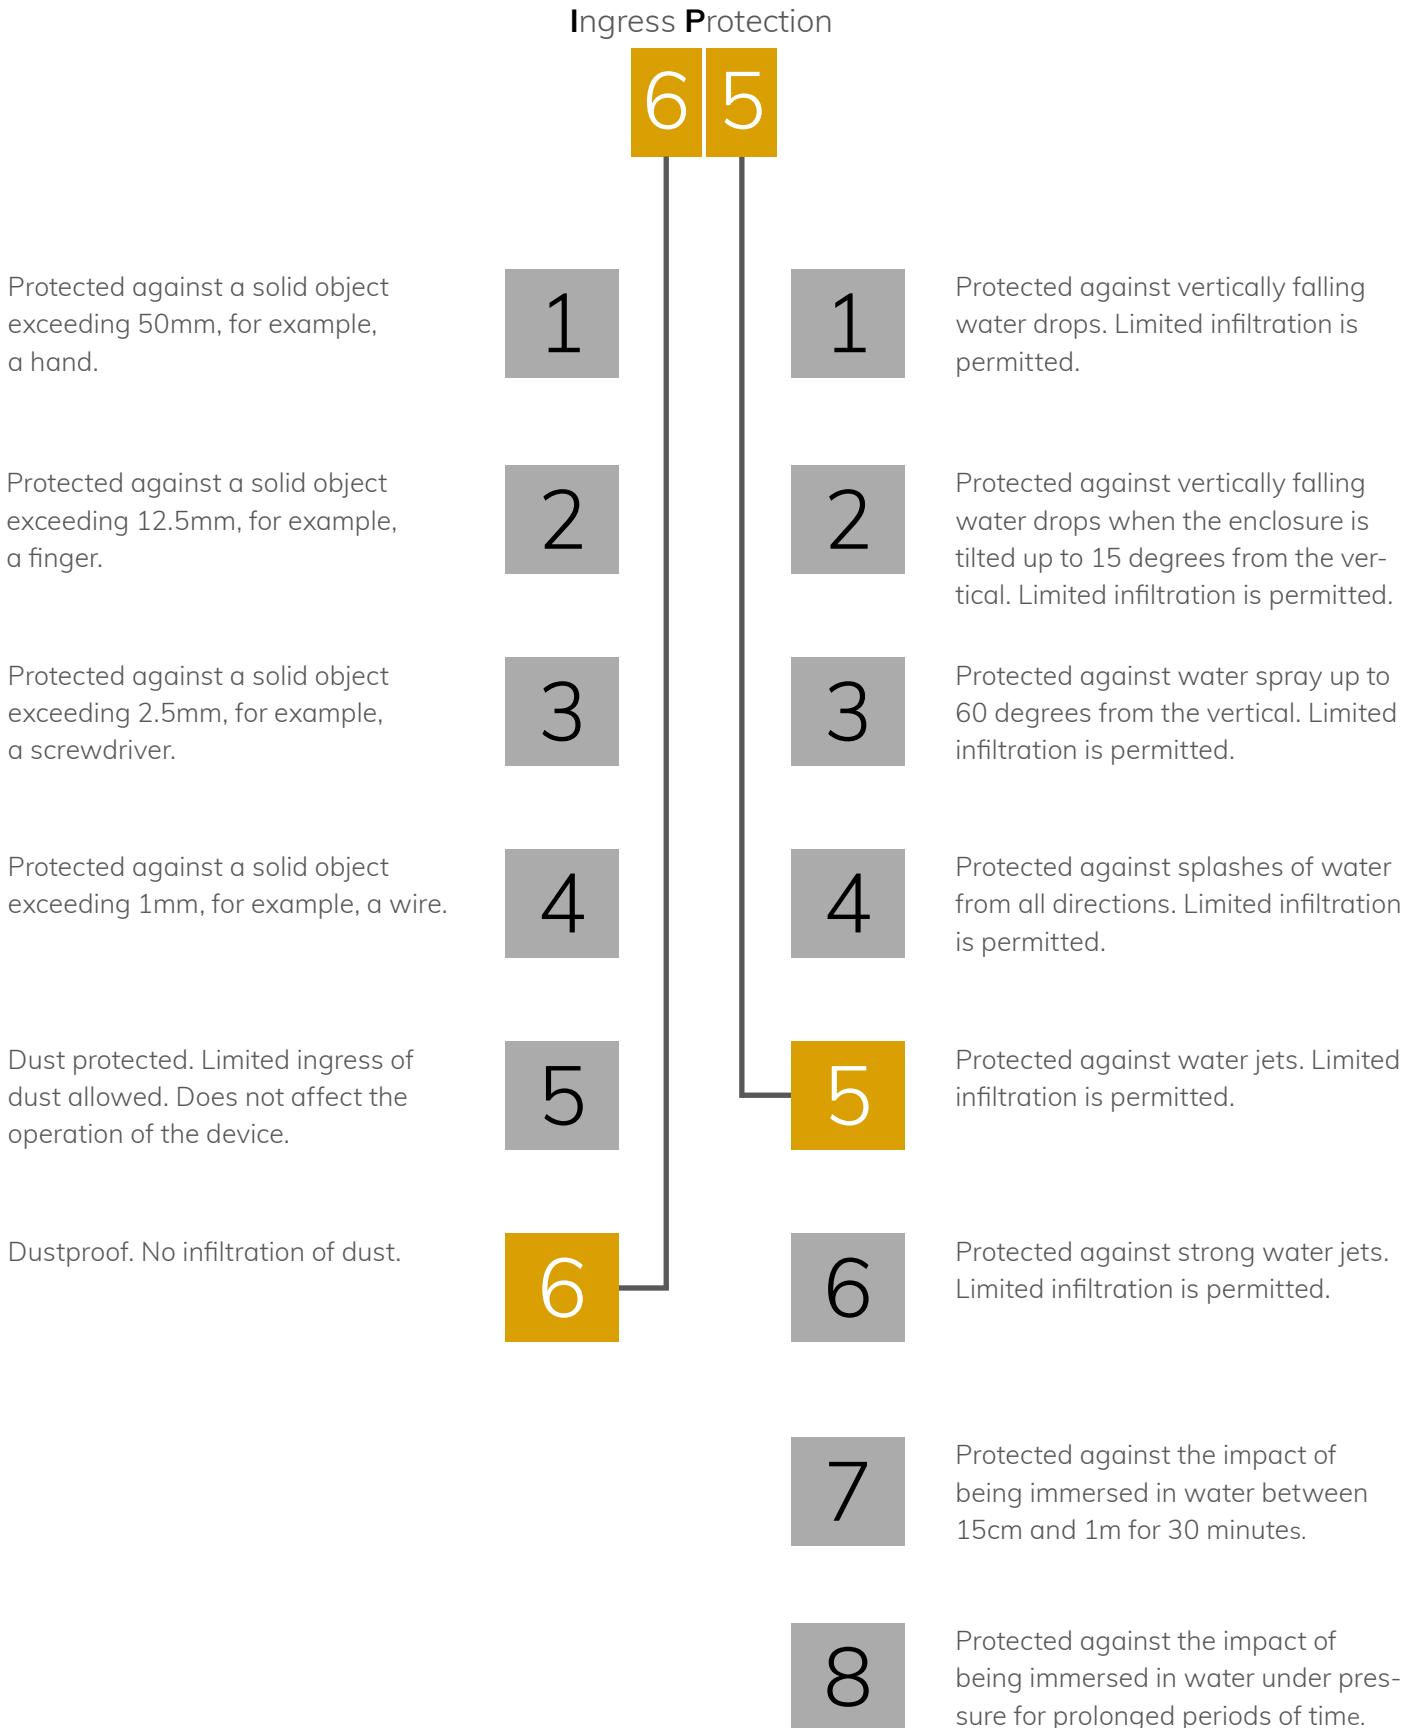 Ingress Protection
6 5
Protected against a solid object
exceeding 50mm, for example,
a hand.
1
1
Protected against vertically falling
water drops. Limited infiltration is
permitted.
Protected against a solid object
exceeding 12.5mm, for example,
a finger.
2
2
Protected against vertically falling
water drops when the enclosure is
tilted up to 15 degrees from the ver-
tical. Limited infiltration is permitted.
Protected against a solid object
exceeding 2.5mm, for example,
a screwdriver.
3
3
Protected against water spray up to
60 degrees from the vertical. Limited
infiltration is permitted.
Protected against a solid object
exceeding 1mm, for example, a wire.
4
4
Protected against splashes of water
from all directions. Limited infiltration
is permitted.
Dust protected. Limited ingress of
dust allowed. Does not affect the
operation of the device.
5
5
Protected against water jets. Limited
infiltration is permitted.
Dustproof. No infiltration of dust.
6
6
Protected against strong water jets.
Limited infiltration is permitted.
7
Protected against the impact of
being immersed in water between
15cm and 1m for 30 minutes.
8
Protected against the impact of
being immersed in water under pres-
sure for prolonged periods of time.